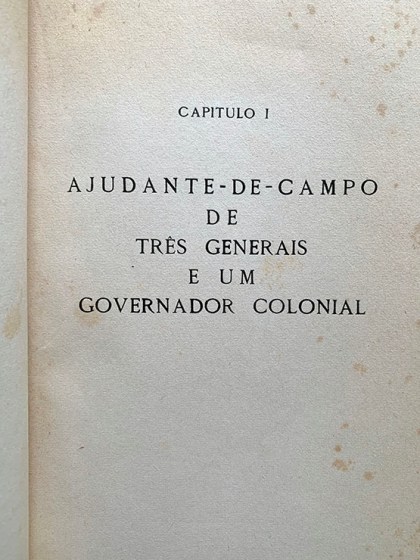 CAPITULO I
AJUDANTE-DE-CAMPO
DE
TRÊS GENERAIS
E UM
GOVERNADOR COLONIAL